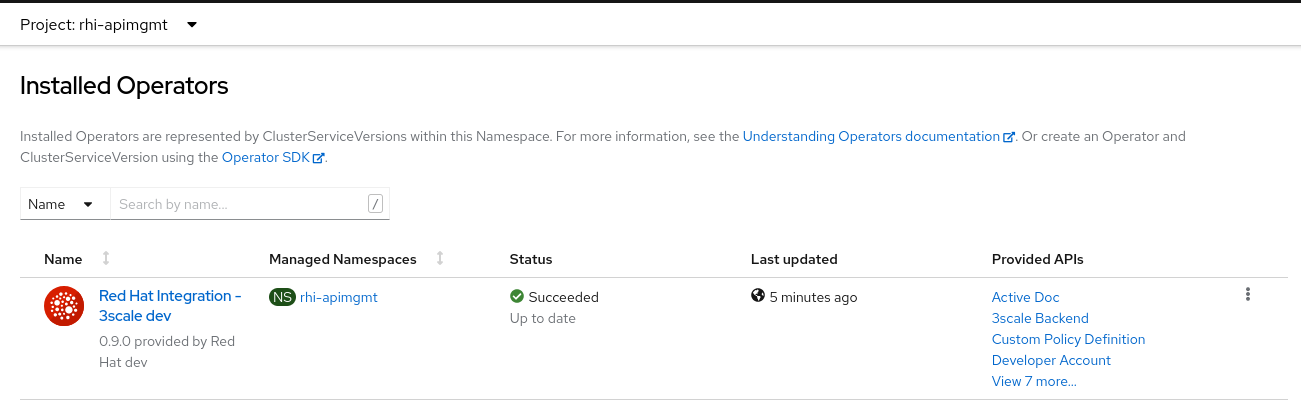 Project: rhi-apimgmt
Installed Operators
Installed Operators are represented by ClusterServiceVersions within this Namespace. For more information, see the Understanding Operators documentation. Or create an Operator and
ClusterServiceVersion using the Operator SDK.
Name Search by name... /
Name Managed Namespaces Status Last updated Provided APIs
Red Hat Integration -
3scale dev
0.9.0 provided by Red
Hat dev
NS rhi-apimgmt
Succeeded
Up to date
5 minutes ago
Active Doc
3scale Backend
Custom Policy Definition
Developer Account
View 7 more...